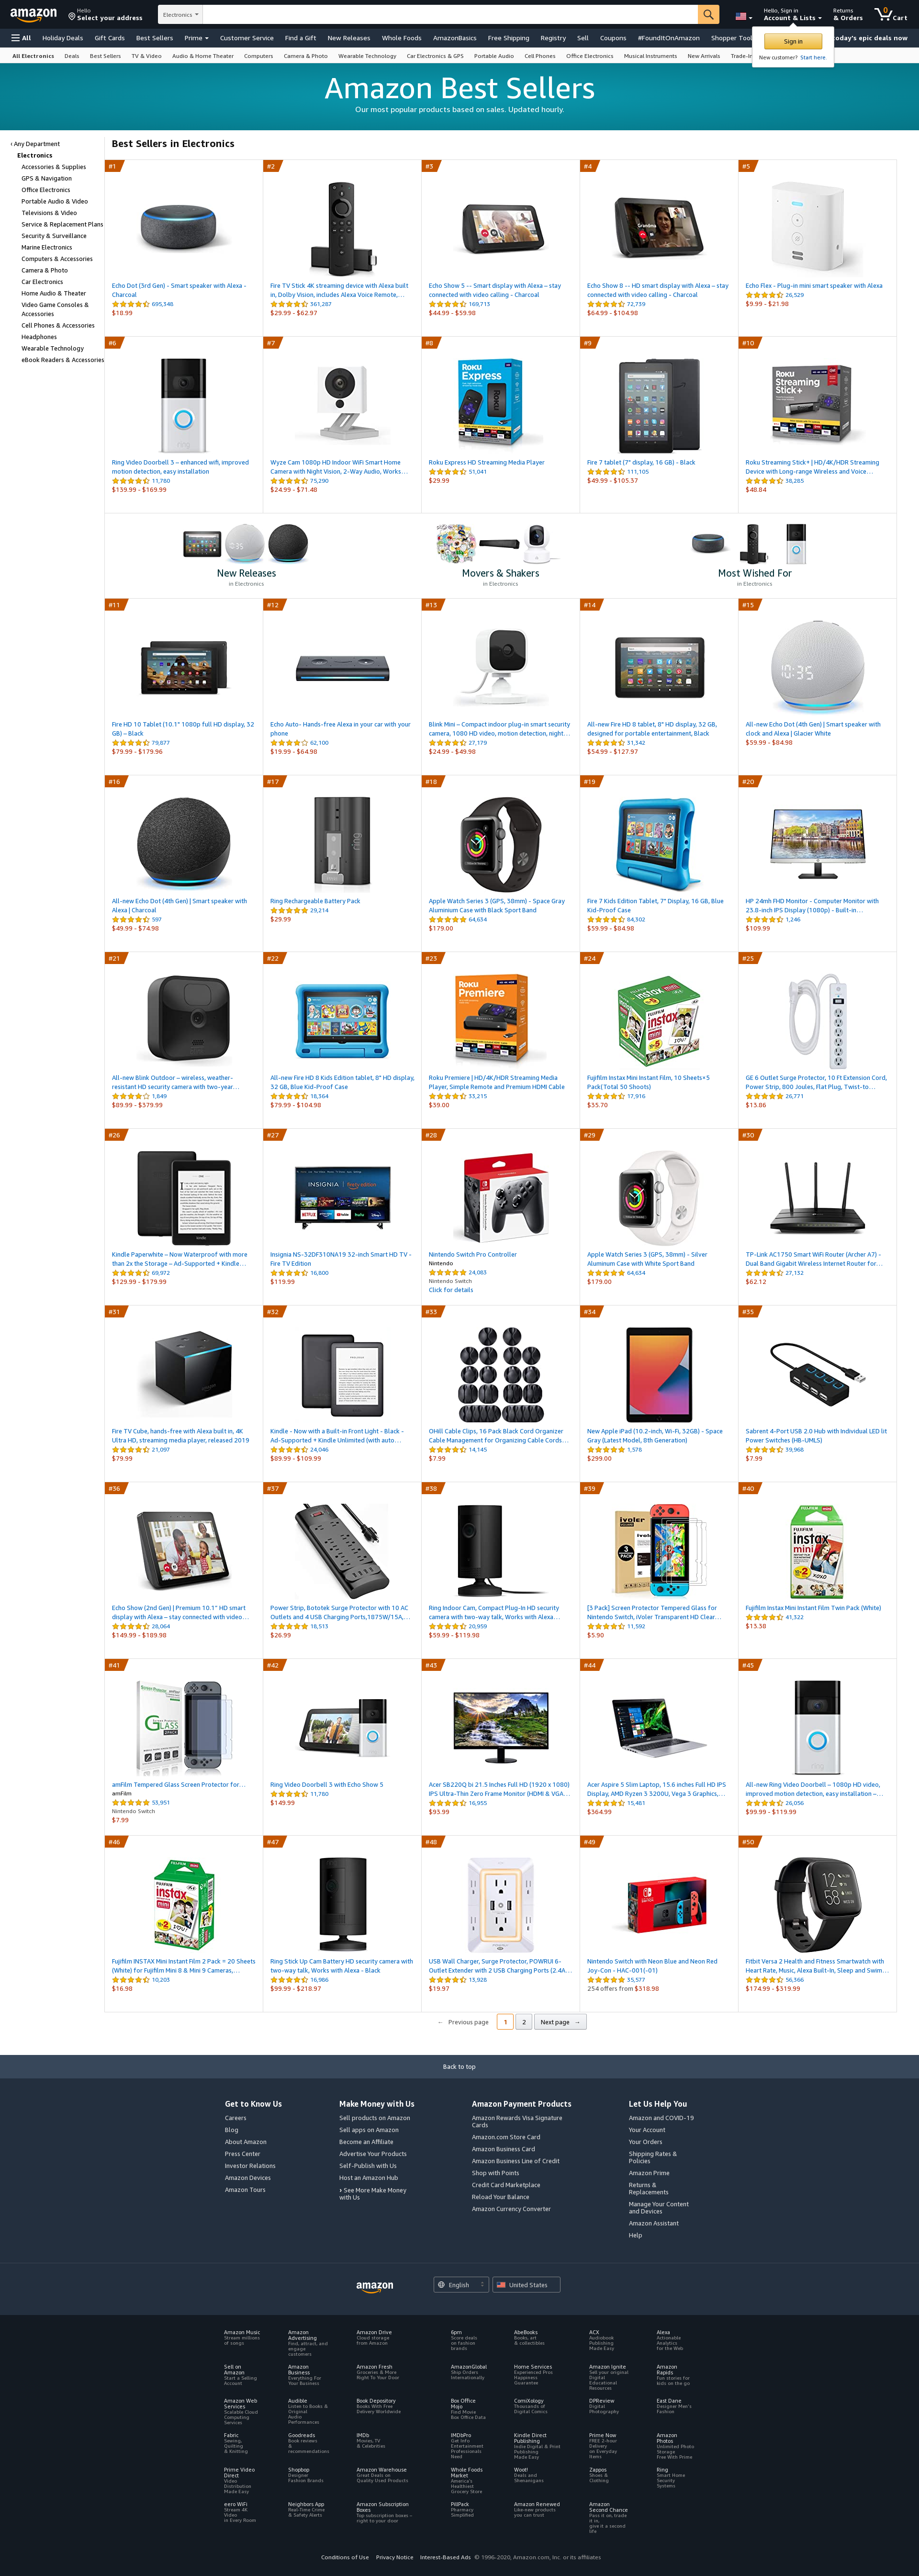 amazon
Hello
Select your address
Electronics
Hello, Sign in
Account & Lists
Returns
& Orders
0
Cart
All
Holiday Deals
Gift Cards
Best Sellers
Prime
Customer Service
Find a Gift
New Releases
Whole Foods
AmazonBasics
Free Shipping
Registry
Sell
Coupons
#FoundItOnAmazon
Shopper Tool
today's epic deals now
Sign in
New customer? Start here.
All Electronics
Deals
Best Sellers
TV & Video
Audio & Home Theater
Computers
Camera & Photo
Wearable Technology
Car Electronics & GPS
Portable Audio
Cell Phones
Office Electronics
Musical Instruments
New Arrivals
Trade-In
Amazon Best Sellers
Our most popular products based on sales. Updated hourly.
‹ Any Department
Electronics
Accessories & Supplies
GPS & Navigation
Office Electronics
Portable Audio & Video
Televisions & Video
Service & Replacement Plans
Security & Surveillance
Marine Electronics
Computers & Accessories
Camera & Photo
Car Electronics
Home Audio & Theater
Video Game Consoles &
Accessories
Cell Phones & Accessories
Headphones
Wearable Technology
eBook Readers & Accessories
Best Sellers in Electronics
#1
Echo Dot (3rd Gen) - Smart speaker with Alexa -
Charcoal
695,348
$18.99
#2
Fire TV Stick 4K streaming device with Alexa built
in, Dolby Vision, includes Alexa Voice Remote,…
361,287
$29.99 - $62.97
#3
Echo Show 5 -- Smart display with Alexa – stay
connected with video calling - Charcoal
169,713
$44.99 - $59.98
#4
Echo Show 8 -- HD smart display with Alexa – stay
connected with video calling - Charcoal
72,739
$64.99 - $104.98
#5
Echo Flex - Plug-in mini smart speaker with Alexa
26,529
$9.99 - $21.98
#6
Ring Video Doorbell 3 – enhanced wifi, improved
motion detection, easy installation
11,780
$139.99 - $169.99
#7
Wyze Cam 1080p HD Indoor WiFi Smart Home
Camera with Night Vision, 2-Way Audio, Works…
75,290
$24.99 - $71.48
#8
Roku Express HD Streaming Media Player
51,041
$29.99
#9
Fire 7 tablet (7" display, 16 GB) - Black
111,105
$49.99 - $105.37
#10
Roku Streaming Stick+ | HD/4K/HDR Streaming
Device with Long-range Wireless and Voice…
38,285
$48.84
New Releases
in Electronics
Movers & Shakers
in Electronics
Most Wished For
in Electronics
#11
Fire HD 10 Tablet (10.1" 1080p full HD display, 32
GB) – Black
79,877
$79.99 - $179.96
#12
Echo Auto- Hands-free Alexa in your car with your
phone
62,100
$19.99 - $64.98
#13
Blink Mini – Compact indoor plug-in smart security
camera, 1080 HD video, motion detection, night…
27,179
$24.99 - $49.98
#14
All-new Fire HD 8 tablet, 8" HD display, 32 GB,
designed for portable entertainment, Black
31,342
$54.99 - $127.97
#15
All-new Echo Dot (4th Gen) | Smart speaker with
clock and Alexa | Glacier White
$59.99 - $84.98
#16
All-new Echo Dot (4th Gen) | Smart speaker with
Alexa | Charcoal
597
$49.99 - $74.98
#17
Ring Rechargeable Battery Pack
29,214
$29.99
#18
Apple Watch Series 3 (GPS, 38mm) - Space Gray
Aluminium Case with Black Sport Band
64,634
$179.00
#19
Fire 7 Kids Edition Tablet, 7" Display, 16 GB, Blue
Kid-Proof Case
84,302
$59.99 - $84.98
#20
HP 24mh FHD Monitor - Computer Monitor with
23.8-inch IPS Display (1080p) - Built-in…
1,246
$109.99
#21
All-new Blink Outdoor – wireless, weather-
resistant HD security camera with two-year…
1,849
$89.99 - $379.99
#22
All-new Fire HD 8 Kids Edition tablet, 8" HD display,
32 GB, Blue Kid-Proof Case
18,364
$79.99 - $104.98
#23
Roku Premiere | HD/4K/HDR Streaming Media
Player, Simple Remote and Premium HDMI Cable
33,215
$39.00
#24
Fujifilm Instax Mini Instant Film, 10 Sheets×5
Pack(Total 50 Shoots)
17,916
$35.70
#25
GE 6 Outlet Surge Protector, 10 Ft Extension Cord,
Power Strip, 800 Joules, Flat Plug, Twist-to…
26,771
$13.86
#26
Kindle Paperwhite – Now Waterproof with more
than 2x the Storage – Ad-Supported + Kindle…
69,972
$129.99 - $179.99
#27
Insignia NS-32DF310NA19 32-inch Smart HD TV -
Fire TV Edition
16,800
$119.99
#28
Nintendo Switch Pro Controller
Nintendo
24,083
Nintendo Switch
Click for details
#29
Apple Watch Series 3 (GPS, 38mm) - Silver
Aluminum Case with White Sport Band
64,634
$179.00
#30
TP-Link AC1750 Smart WiFi Router (Archer A7) -
Dual Band Gigabit Wireless Internet Router for…
27,132
$62.12
#31
Fire TV Cube, hands-free with Alexa built in, 4K
Ultra HD, streaming media player, released 2019
21,097
$79.99
#32
Kindle - Now with a Built-in Front Light - Black -
Ad-Supported + Kindle Unlimited (with auto…
24,046
$89.99 - $109.99
#33
OHill Cable Clips, 16 Pack Black Cord Organizer
Cable Management for Organizing Cable Cords…
14,145
$7.99
#34
New Apple iPad (10.2-inch, Wi-Fi, 32GB) - Space
Gray (Latest Model, 8th Generation)
1,578
$299.00
#35
Sabrent 4-Port USB 2.0 Hub with Individual LED lit
Power Switches (HB-UMLS)
39,968
$7.99
#36
Echo Show (2nd Gen) | Premium 10.1" HD smart
display with Alexa – stay connected with video…
28,064
$149.99 - $189.98
#37
Power Strip, Bototek Surge Protector with 10 AC
Outlets and 4 USB Charging Ports,1875W/15A,…
18,513
$26.99
#38
Ring Indoor Cam, Compact Plug-In HD security
camera with two-way talk, Works with Alexa…
20,959
$59.99 - $119.98
#39
[3 Pack] Screen Protector Tempered Glass for
Nintendo Switch, iVoler Transparent HD Clear…
11,592
$5.90
#40
Fujifilm Instax Mini Instant Film Twin Pack (White)
41,322
$13.38
#41
amFilm Tempered Glass Screen Protector for…
amFilm
53,951
Nintendo Switch
$7.99
#42
Ring Video Doorbell 3 with Echo Show 5
11,780
$149.99
#43
Acer SB220Q bi 21.5 Inches Full HD (1920 x 1080)
IPS Ultra-Thin Zero Frame Monitor (HDMI & VGA…
16,955
$93.99
#44
Acer Aspire 5 Slim Laptop, 15.6 inches Full HD IPS
Display, AMD Ryzen 3 3200U, Vega 3 Graphics,…
15,481
$364.99
#45
All-new Ring Video Doorbell – 1080p HD video,
improved motion detection, easy installation –…
26,056
$99.99 - $119.99
#46
Fujifilm INSTAX Mini Instant Film 2 Pack = 20 Sheets
(White) for Fujifilm Mini 8 & Mini 9 Cameras,…
10,203
$16.98
#47
Ring Stick Up Cam Battery HD security camera with
two-way talk, Works with Alexa - Black
16,986
$99.99 - $218.97
#48
USB Wall Charger, Surge Protector, POWRUI 6-
Outlet Extender with 2 USB Charging Ports (2.4A…
13,928
$19.97
#49
Nintendo Switch with Neon Blue and Neon Red
Joy-Con - HAC-001(-01)
35,577
254 offers from $318.98
#50
Fitbit Versa 2 Health and Fitness Smartwatch with
Heart Rate, Music, Alexa Built-In, Sleep and Swim…
56,366
$174.99 - $319.99
← Previous page
1
2
Next page →
Back to top
Get to Know Us
Careers
Blog
About Amazon
Press Center
Investor Relations
Amazon Devices
Amazon Tours
Make Money with Us
Sell products on Amazon
Sell apps on Amazon
Become an Affiliate
Advertise Your Products
Self-Publish with Us
Host an Amazon Hub
› See More Make Money
with Us
Amazon Payment Products
Amazon Rewards Visa Signature
Cards
Amazon.com Store Card
Amazon Business Card
Amazon Business Line of Credit
Shop with Points
Credit Card Marketplace
Reload Your Balance
Amazon Currency Converter
Let Us Help You
Amazon and COVID-19
Your Account
Your Orders
Shipping Rates &
Policies
Amazon Prime
Returns &
Replacements
Manage Your Content
and Devices
Amazon Assistant
Help
amazon
English
United States
Amazon Music
Stream millions
of songs
Amazon
Advertising
Find, attract, and
engage
customers
Amazon Drive
Cloud storage
from Amazon
6pm
Score deals
on fashion
brands
AbeBooks
Books, art
& collectibles
ACX
Audiobook
Publishing
Made Easy
Alexa
Actionable
Analytics
for the Web
Sell on
Amazon
Start a Selling
Account
Amazon
Business
Everything For
Your Business
Amazon Fresh
Groceries & More
Right To Your Door
AmazonGlobal
Ship Orders
Internationally
Home Services
Experienced Pros
Happiness
Guarantee
Amazon Ignite
Sell your original
Digital
Educational
Resources
Amazon
Rapids
Fun stories for
kids on the go
Amazon Web
Services
Scalable Cloud
Computing
Services
Audible
Listen to Books &
Original
Audio
Performances
Book Depository
Books With Free
Delivery Worldwide
Box Office
Mojo
Find Movie
Box Office Data
ComiXology
Thousands of
Digital Comics
DPReview
Digital
Photography
East Dane
Designer Men's
Fashion
Fabric
Sewing,
Quilting
& Knitting
Goodreads
Book reviews
&
recommendations
IMDb
Movies, TV
& Celebrities
IMDbPro
Get Info
Entertainment
Professionals
Need
Kindle Direct
Publishing
Indie Digital & Print
Publishing
Made Easy
Prime Now
FREE 2-hour
Delivery
on Everyday
Items
Amazon
Photos
Unlimited Photo
Storage
Free With Prime
Prime Video
Direct
Video
Distribution
Made Easy
Shopbop
Designer
Fashion Brands
Amazon Warehouse
Great Deals on
Quality Used Products
Whole Foods
Market
America's
Healthiest
Grocery Store
Woot!
Deals and
Shenanigans
Zappos
Shoes &
Clothing
Ring
Smart Home
Security
Systems
eero WiFi
Stream 4K
Video
in Every Room
Neighbors App
Real-Time Crime
& Safety Alerts
Amazon Subscription
Boxes
Top subscription boxes –
right to your door
PillPack
Pharmacy
Simplified
Amazon Renewed
Like-new products
you can trust
Amazon
Second Chance
Pass it on, trade
it in,
give it a second
life
Conditions of Use
Privacy Notice
Interest-Based Ads
© 1996-2020, Amazon.com, Inc. or its affiliates